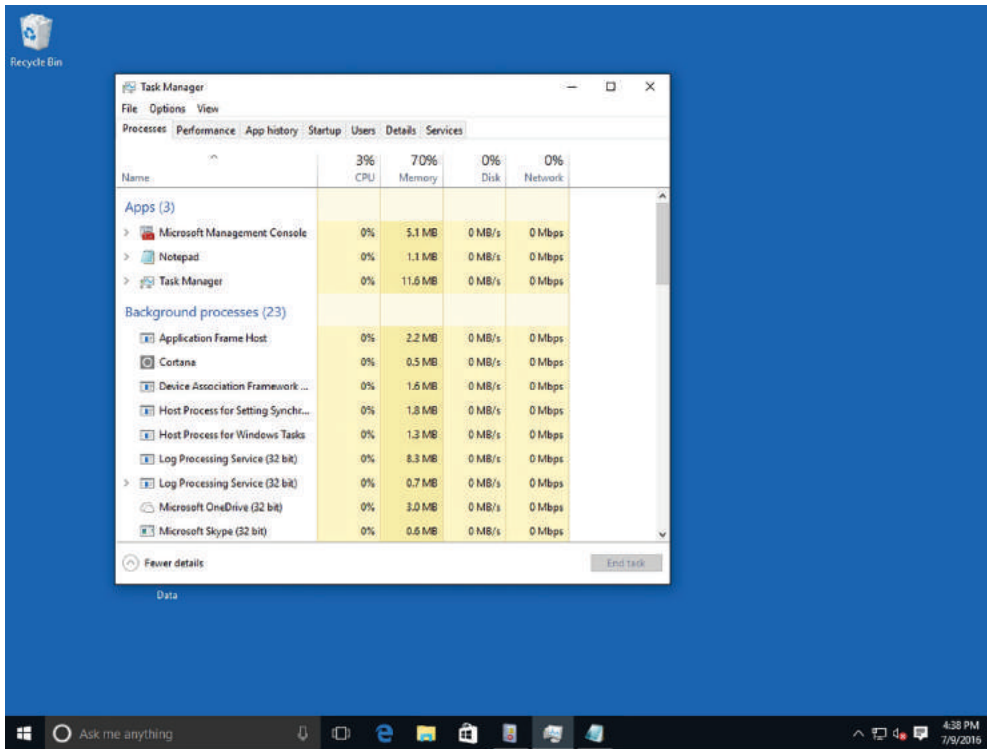 Recycle Bin
Task Manager
File Options View
Processes Performance App history Startup Users Details Services
3% 70% 0% 0%
Name CPU Memory Disk Network
Apps (3)
Microsoft Management Console 0% 5.1 MB 0 MB/s 0 Mbps
Notepad 0% 1.1 MB 0 MB/s 0 Mbps
Task Manager 0% 11.6 MB 0 MB/s 0 Mbps
Background processes (23)
Application Frame Host 0% 2.2 MB 0 MB/s 0 Mbps
Cortana 0% 0.5 MB 0 MB/s 0 Mbps
Device Association Framework ... 0% 1.6 MB 0 MB/s 0 Mbps
Host Process for Setting Synchr... 0% 1.8 MB 0 MB/s 0 Mbps
Host Process for Windows Tasks 0% 1.3 MB 0 MB/s 0 Mbps
Log Processing Service (32 bit) 0% 8.3 MB 0 MB/s 0 Mbps
Log Processing Service (32 bit) 0% 0.7 MB 0 MB/s 0 Mbps
Microsoft OneDrive (32 bit) 0% 3.0 MB 0 MB/s 0 Mbps
Microsoft Skype (32 bit) 0% 0.6 MB 0 MB/s 0 Mbps
Fewer details End task
Data
Ask me anything
4:38 PM
7/9/2016